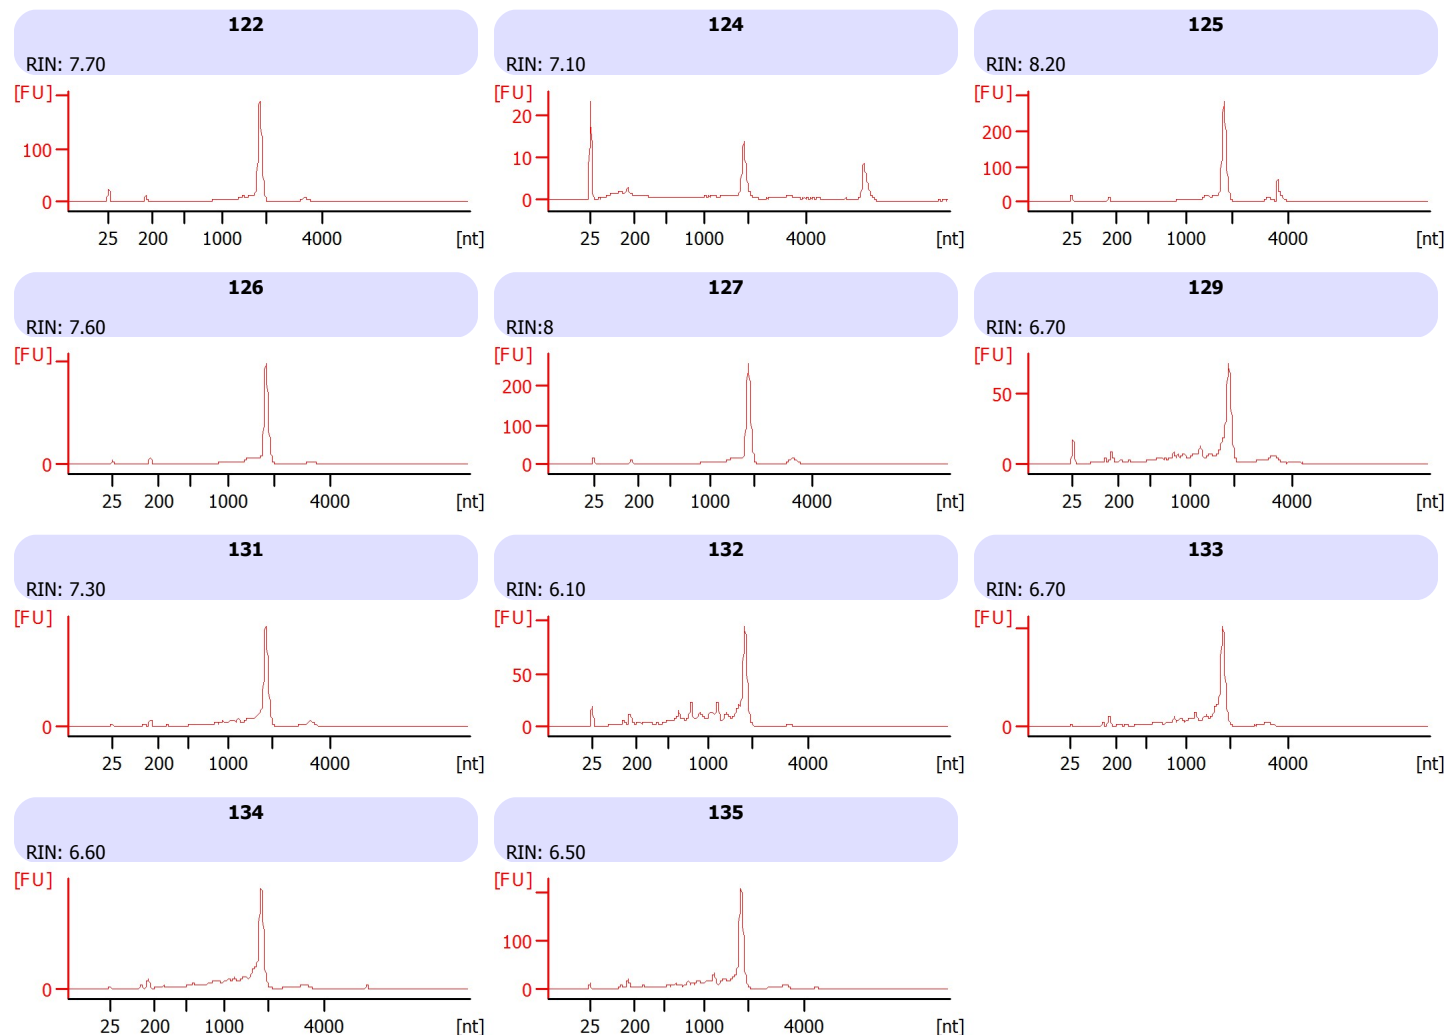 122
RIN: 7.70
[FU]
100
0
25 200 1000 4000 [nt]
124
RIN: 7.10
[FU]
20
10
0
25 200 1000 4000 [nt]
125
RIN: 8.20
[FU]
200
100
0
25 200 1000 4000 [nt]
126
RIN: 7.60
[FU]
0
25 200 1000 4000 [nt]
127
RIN:8
[FU]
200
100
0
25 200 1000 4000 [nt]
129
RIN: 6.70
[FU]
50
0
25 200 1000 4000 [nt]
131
RIN: 7.30
[FU]
0
25 200 1000 4000 [nt]
132
RIN: 6.10
[FU]
50
0
25 200 1000 4000 [nt]
133
RIN: 6.70
[FU]
0
25 200 1000 4000 [nt]
134
RIN: 6.60
[FU]
0
25 200 1000 4000 [nt]
135
RIN: 6.50
[FU]
100
0
25 200 1000 4000 [nt]